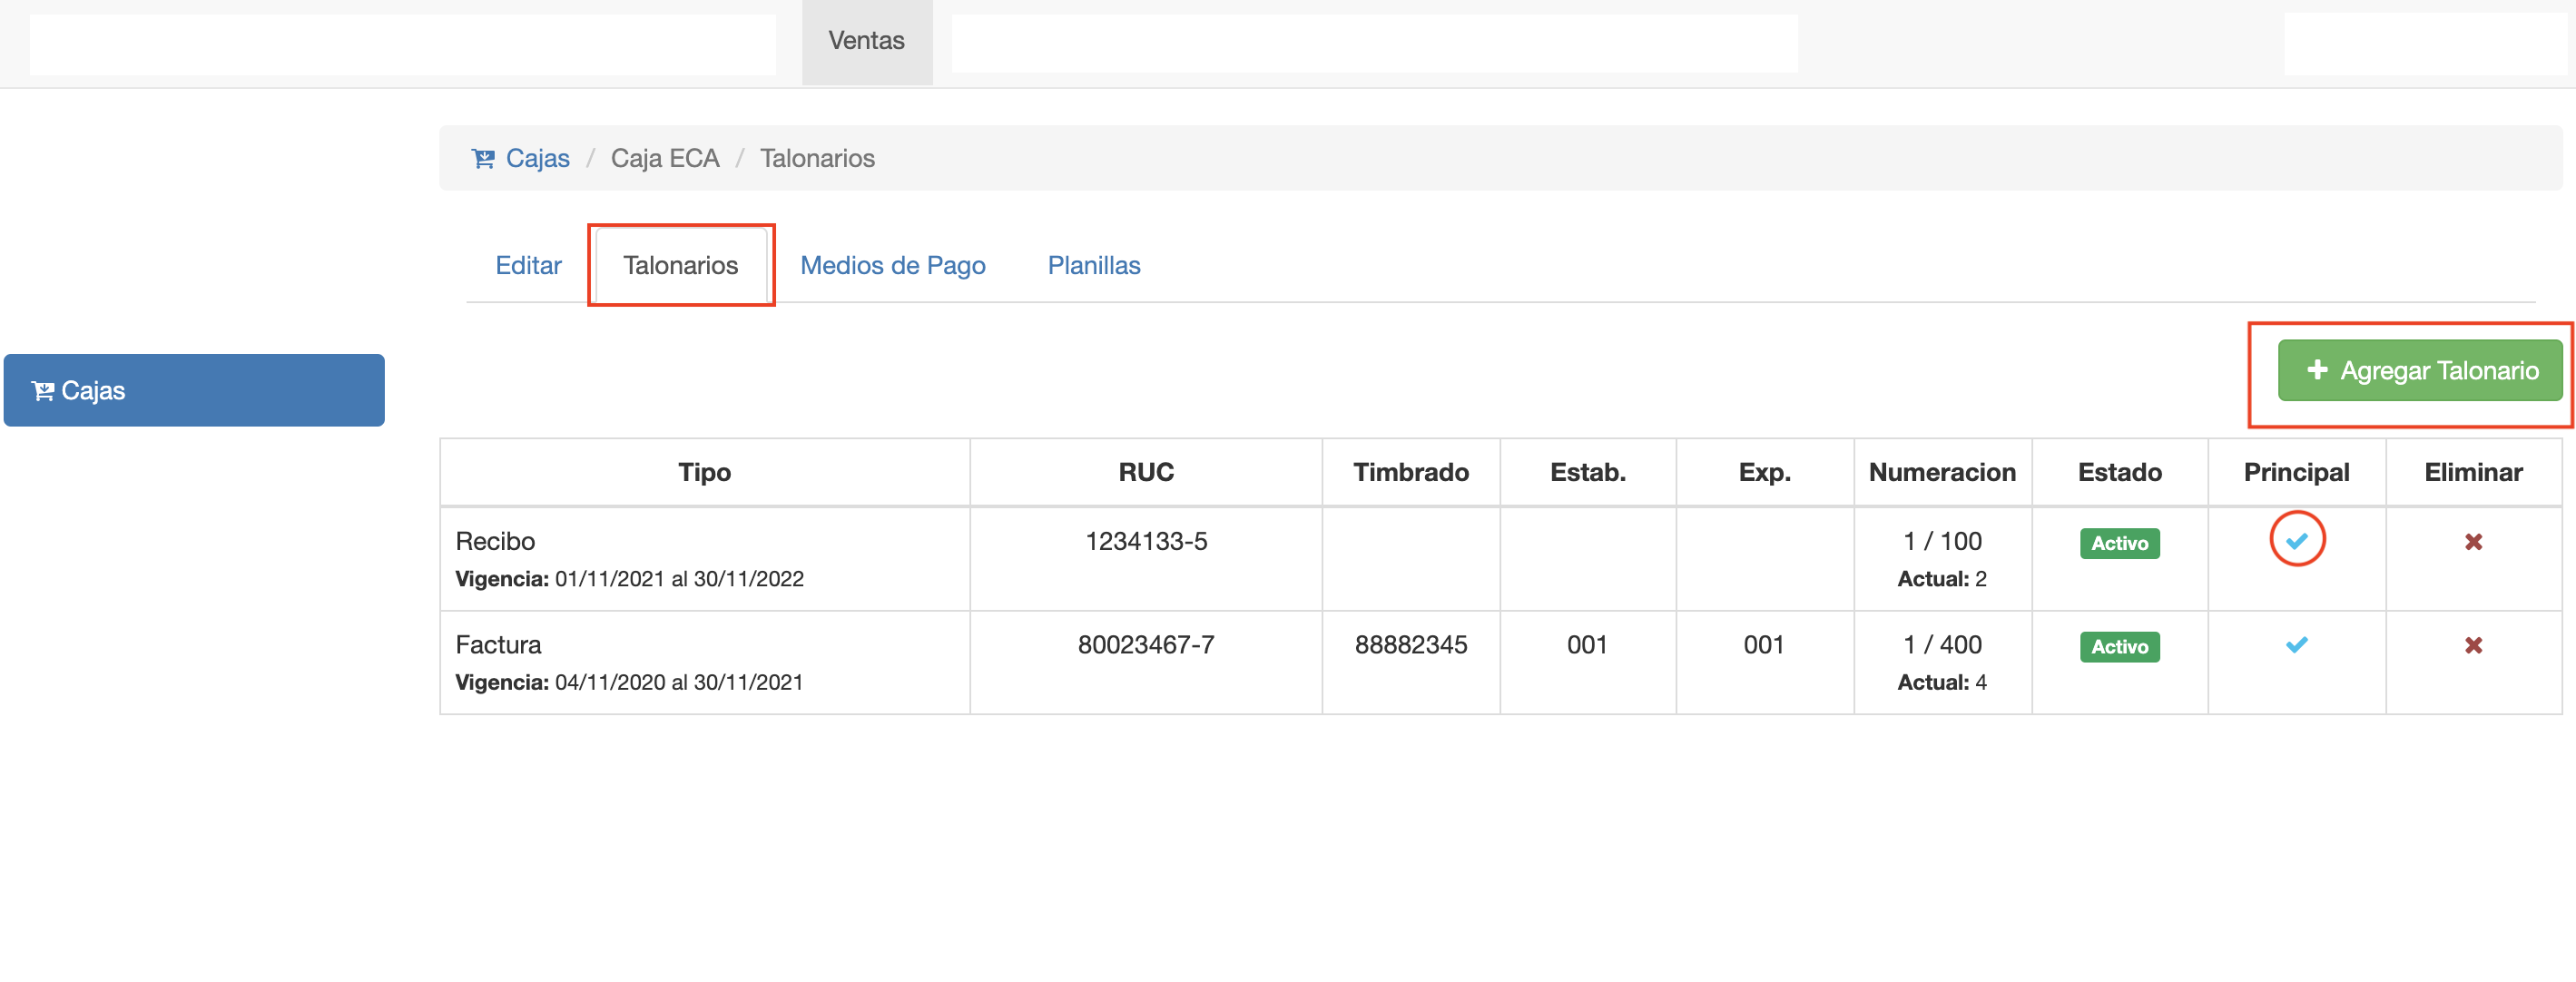 Ventas
Cajas / Caja ECA / Talonarios
Editar Talonarios Medios de Pago Planillas
Cajas
+ Agregar Talonario
Tipo RUC Timbrado Estab. Exp. Numeracion Estado Principal Eliminar
Recibo 1234133-5 1 / 100 Activo
Vigencia: 01/11/2021 al 30/11/2022 Actual: 2
Factura 80023467-7 88882345 001 001 1 / 400 Activo
Vigencia: 04/11/2020 al 30/11/2021 Actual: 4